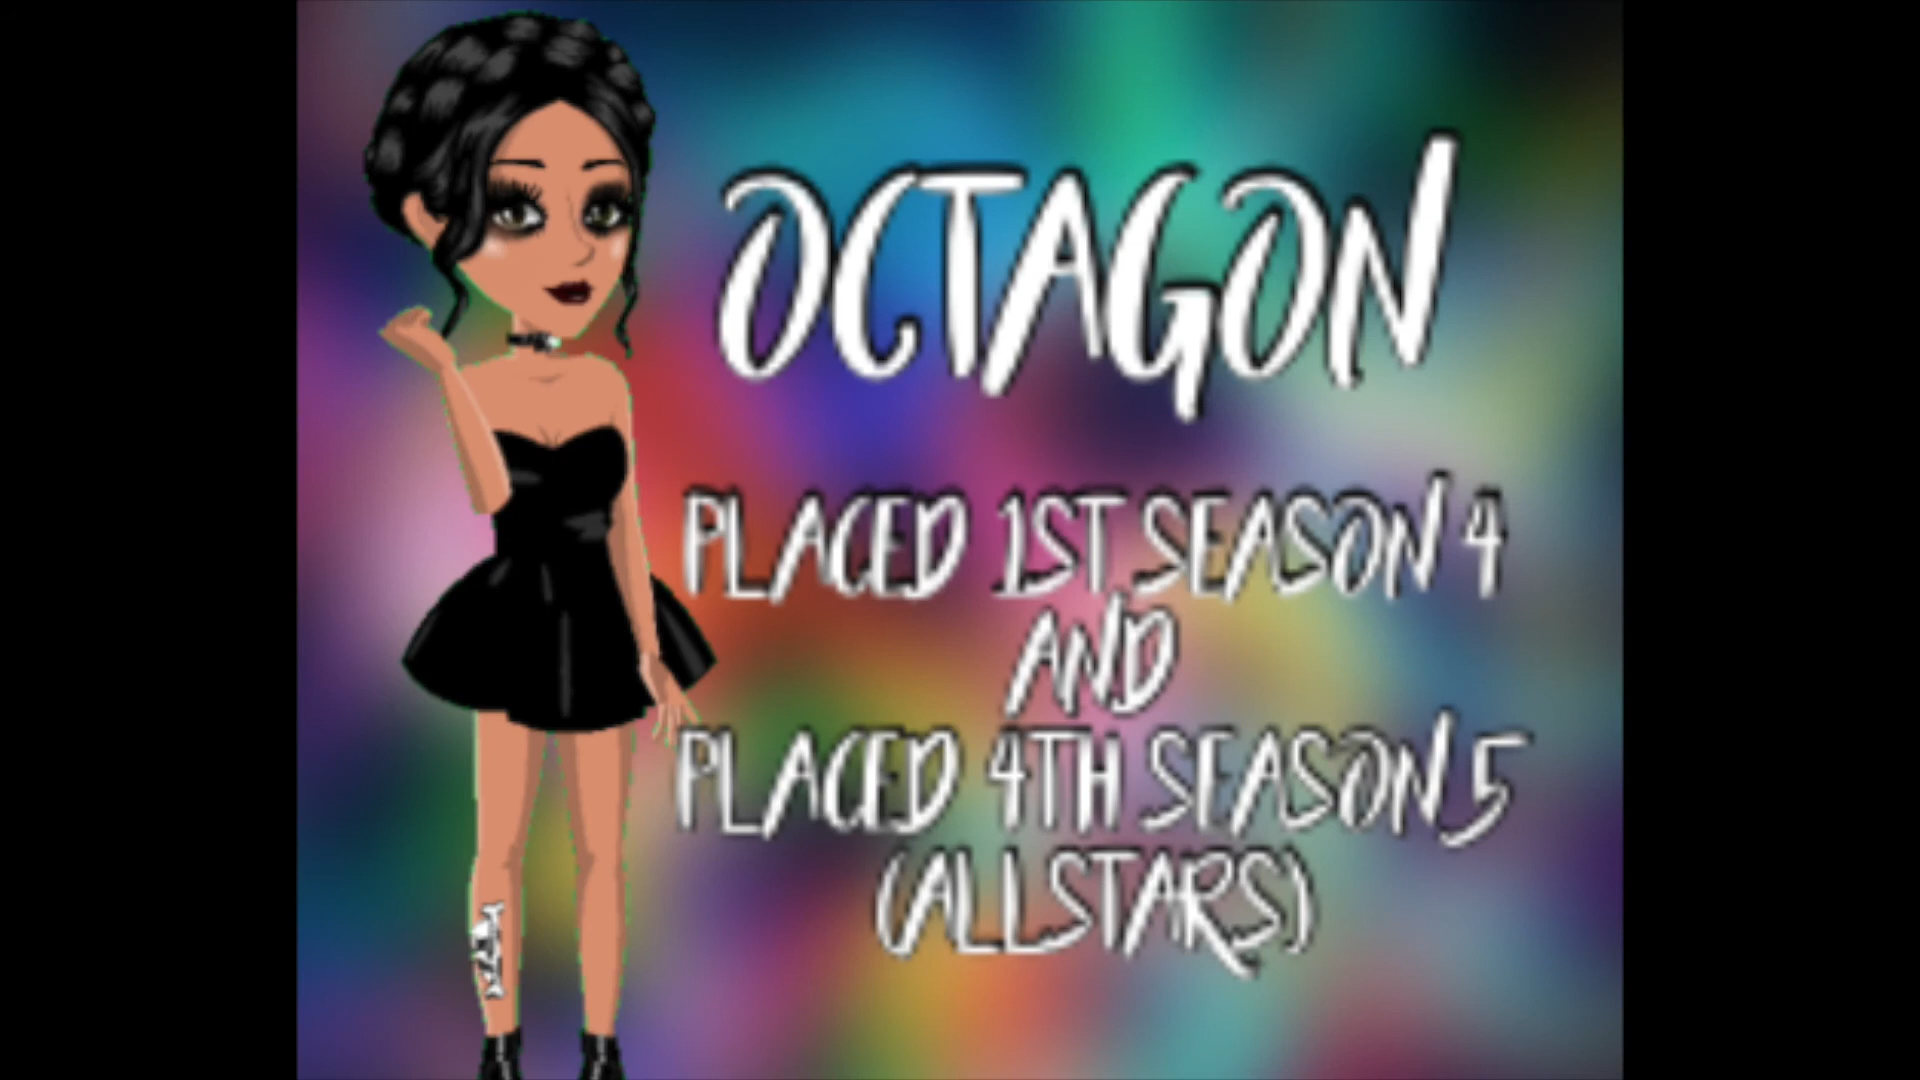 OCTAGON
PLACED 1ST SEASON 4
AND
PLACED 4TH SEASON 5
(ALLSTARS)